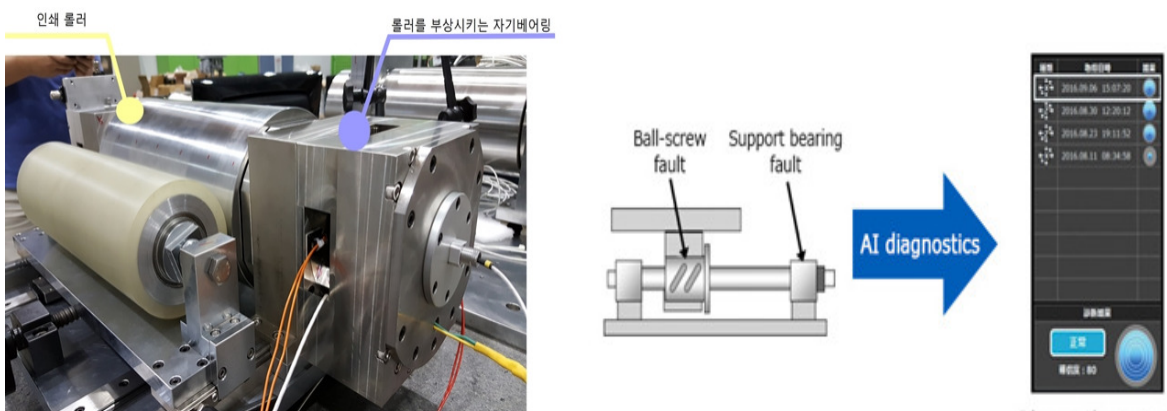 인쇄 롤러
롤러를 부상시키는 자기베어링
Ball-screw
fault
Support bearing
fault
AI diagnostics
2016.09.06 15:07:20
2016.08.30 12:20:12
2016.08.23 19:11:52
2016.08.11 08:34:58
正常
: 80